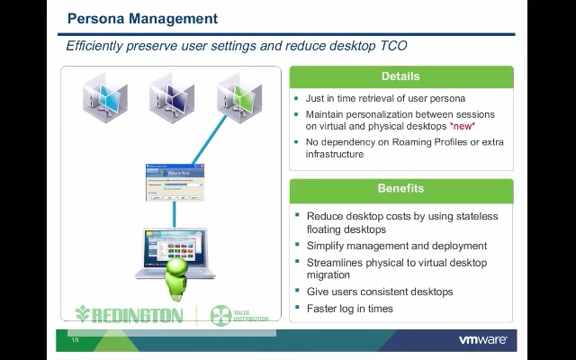 Persona Management
Efficiently preserve user settings and reduce desktop TCO
Details
Just in time retrieval of user persona
Maintain personalization between sessions
on virtual and physical desktops *new*
No dependency on Roaming Profiles or extra
infrastructure
Benefits
Reduce desktop costs by using stateless
floating desktops
Simplify management and deployment
Streamlines physical to virtual desktop
migration
Give users consistent desktops
Faster log in times
REDINGTON
VALUE
DISTRIBUTION
18
vmware